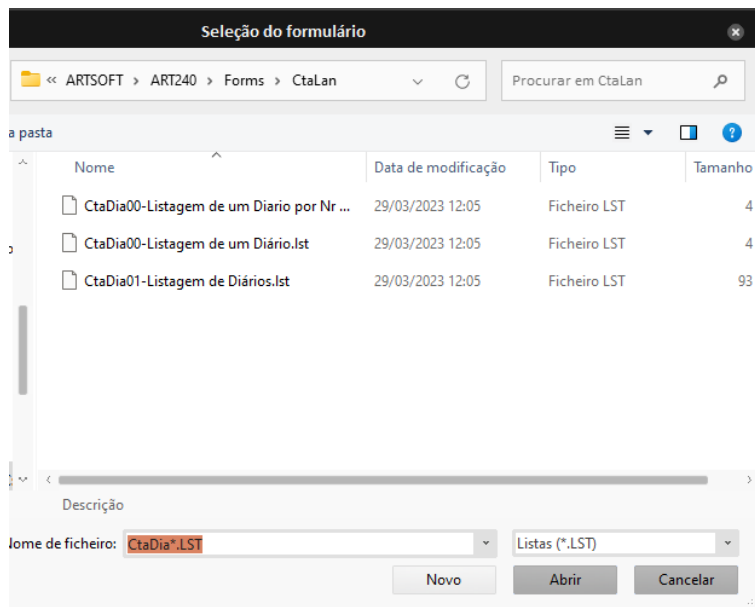 Seleção do formulário
« ARTSOFT > ART240 > Forms > CtaLan Procurar em CtaLan
a pasta
Nome Data de modificação Tipo Tamanho
CtaDia00-Listagem de um Diario por Nr ... 29/03/2023 12:05 Ficheiro LST 4
CtaDia00-Listagem de um Diário.lst 29/03/2023 12:05 Ficheiro LST 4
CtaDia01-Listagem de Diários.lst 29/03/2023 12:05 Ficheiro LST 93
Descrição
Nome de ficheiro: CtaDia*.LST Listas (*.LST)
Novo Abrir Cancelar